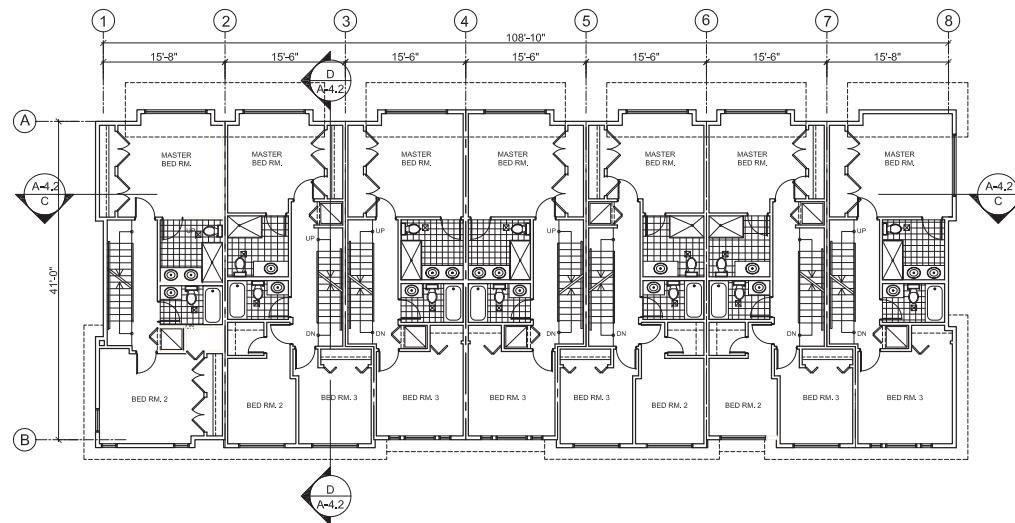 1 2 3 4 5 6 7 8
108'-10"
15'-8" 15'-6" 15'-6" 15'-6" 15'-6" 15'-6" 15'-8"
D
A-4.2
A
MASTER
BED RM.
MASTER
BED RM.
MASTER
BED RM.
MASTER
BED RM.
MASTER
BED RM.
MASTER
BED RM.
MASTER
BED RM.
A-4.2
C
A-4.2
C
41'-0"
UP UP UP UP UP UP
DN DN DN DN
BED RM. 2
BED RM. 2
BED RM. 3
BED RM. 3
BED RM. 3
BED RM. 3
BED RM. 2
BED RM. 2
BED RM. 3
BED RM. 3
B
D
A-4.2